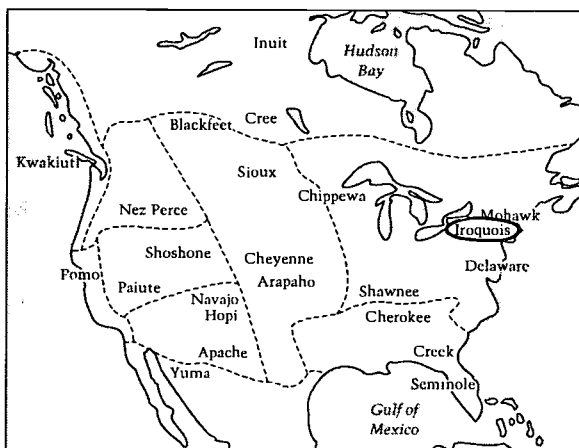 Inuit
Hudson
Bay
Blackfeet
Cree
Kwakiutl
Sioux
Chippewa
Nez Perce
Mohawk
Iroquois
Shoshone
Cheyenne
Delaware
Pomo
Paiute
Arapaho
Navajo
Hopi
Shawnee
Cherokee
Apache
Creek
Yuma
Seminole
Gulf of
Mexico